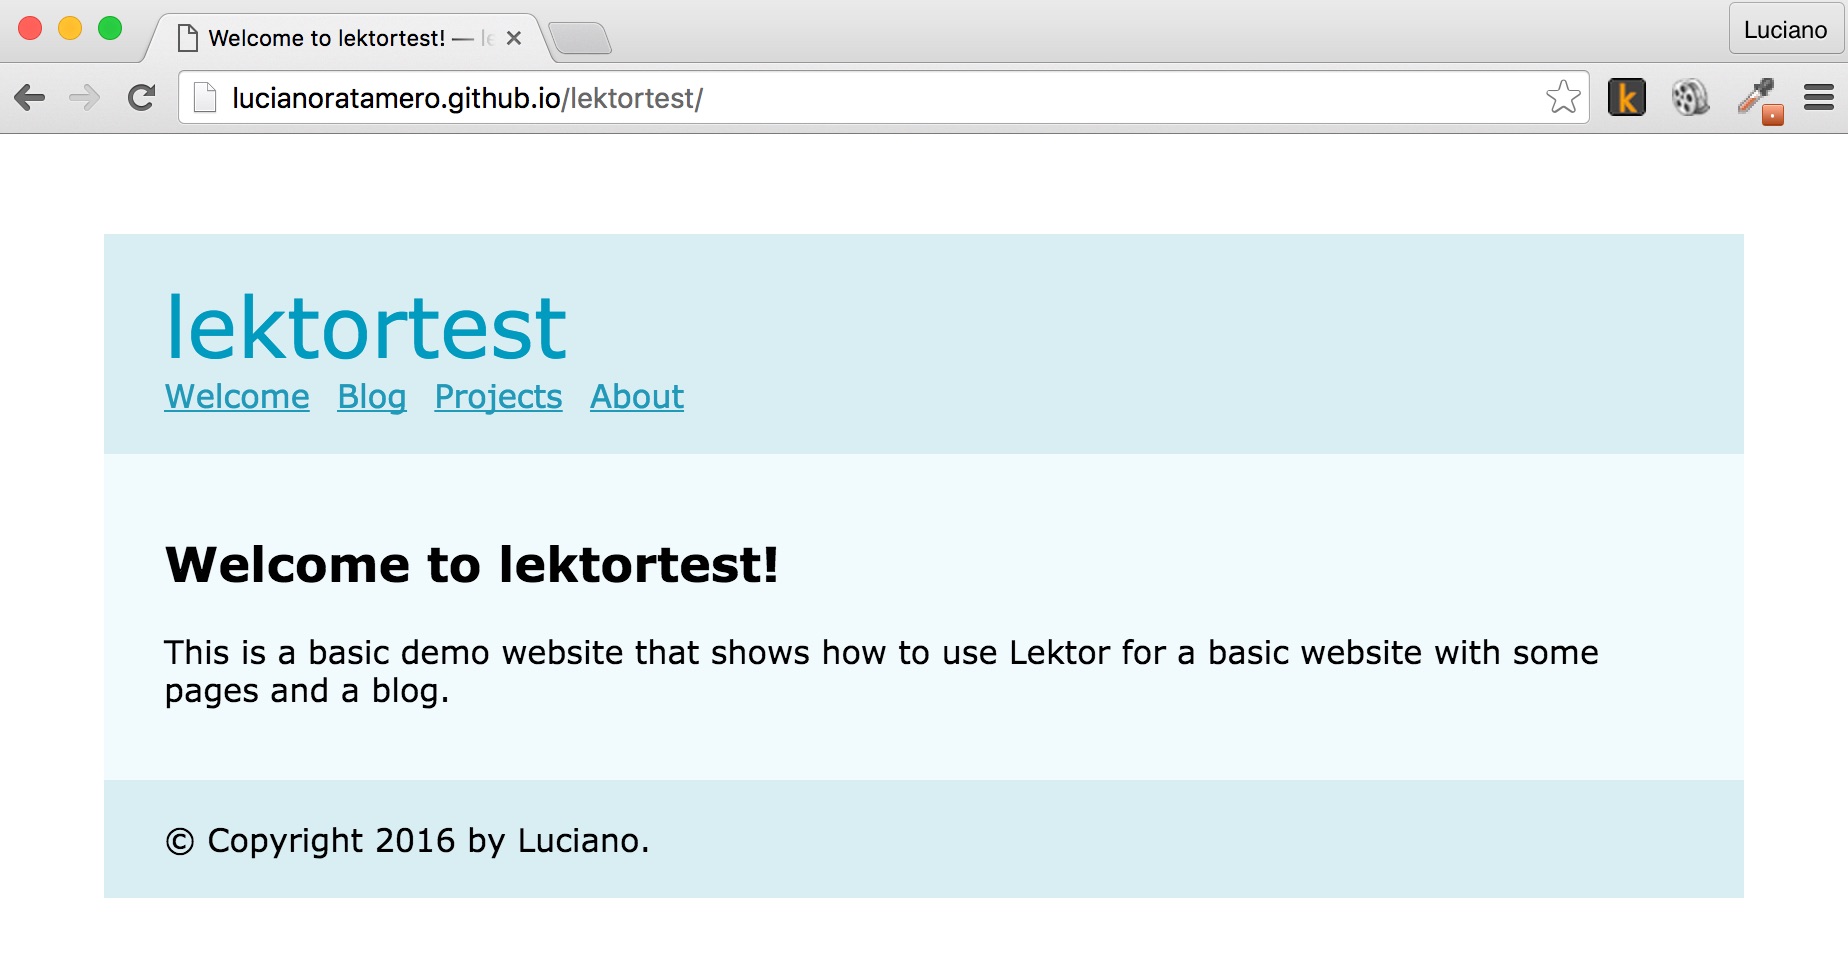 Welcome to lektortest! —
Luciano
lucianoratamero.github.io/lektortest/
k
lektortest
Welcome Blog Projects About
Welcome to lektortest!
This is a basic demo website that shows how to use Lektor for a basic website with some
pages and a blog.
© Copyright 2016 by Luciano.